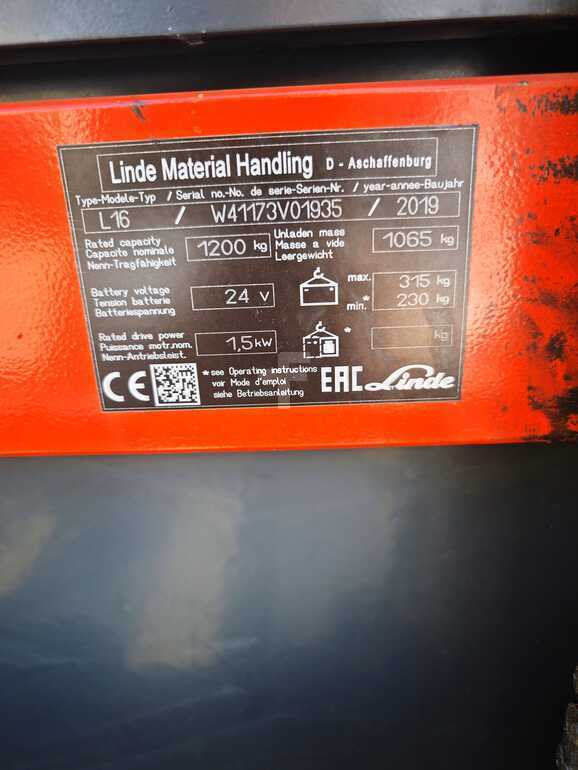 Linde Material Handling D - Aschaffenburg
Type-Modele-Typ / Serial no.-No. de serie-Serien-Nr. / year-annee-Baujahr
L16 / W41173V01935 / 2019
Rated capacity
Capacite nominale
Nenn-Tragfähigkeit
1200 kg
Unladen mass
Masse a vide
Leergewicht
1065 kg
Battery voltage
Tension batterie
Batteriespannung
24 V
max. 315 kg
min.* 230 kg
Rated drive power
Puissance motr.nom.
Nenn-Antriebsleist.
1,5 kW
* kg
CE
*see Operating instructions
voir Mode d'emploi
siehe Betriebsanleitung
EAC Linde